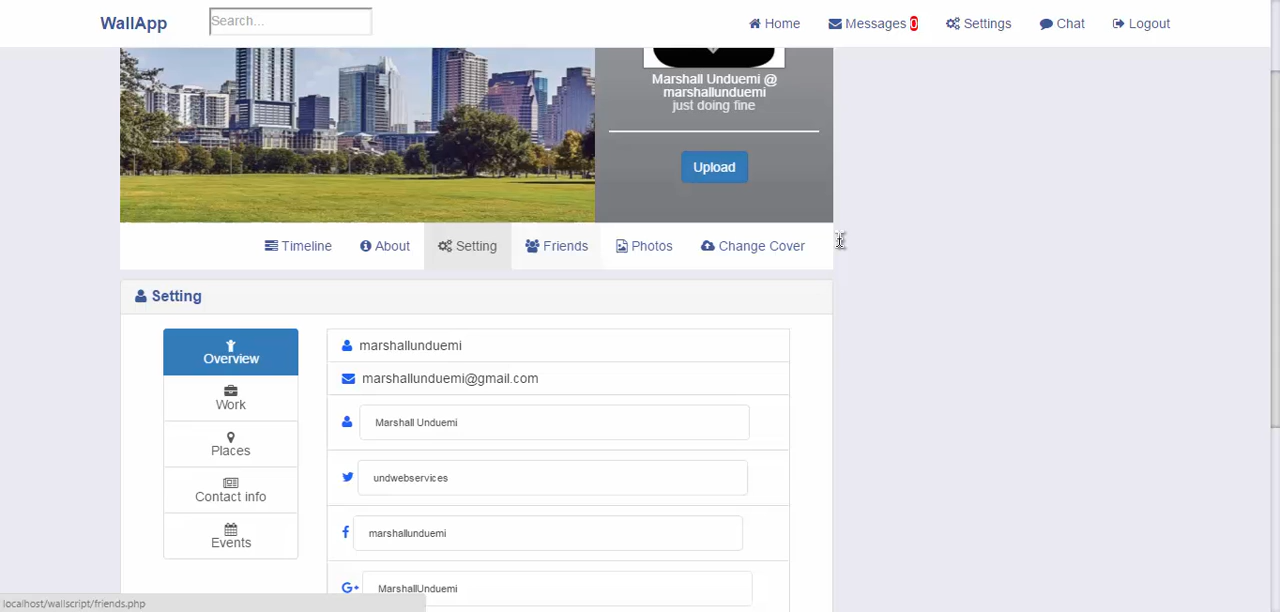 WallApp
Search...
Home
Messages 0
Settings
Chat
Logout
Marshall Unduemi @
marshallunduemi
just doing fine
Upload
Timeline
About
Setting
Friends
Photos
Change Cover
Setting
Overview
Work
Places
Contact info
Events
marshallunduemi
marshallunduemi@gmail.com
Marshall Unduemi
undwebservices
marshallunduemi
MarshallUnduemi
localhost/wallscript/friends.php